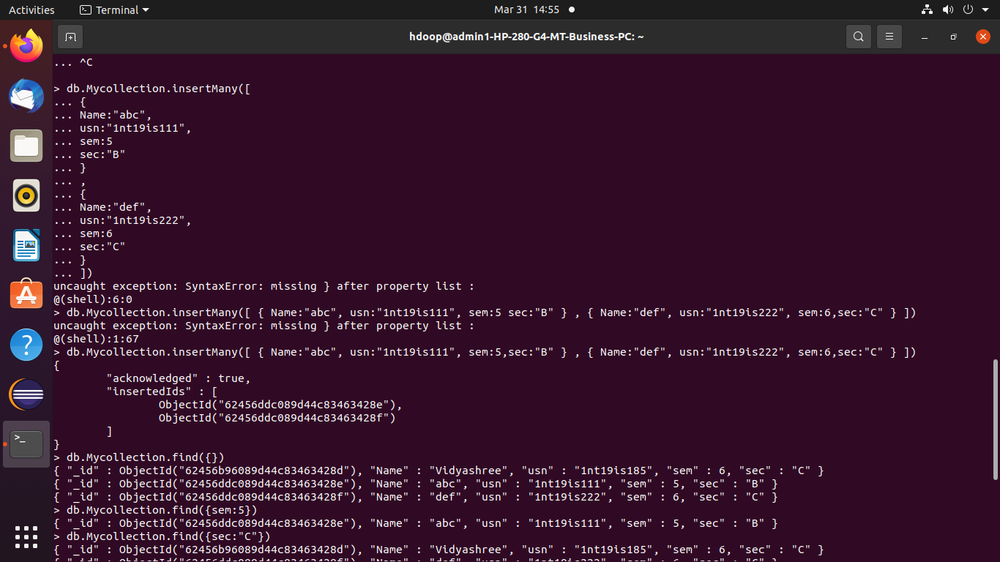 Activities Terminal Mar 31 14:55
hdoop@admin1-HP-280-G4-MT-Business-PC: ~
... ^C
> db.Mycollection.insertMany([
... {
... Name:"abc",
... usn:"1nt19is111",
... sem:5
... sec:"B"
... }
... ,
... {
... Name:"def",
... usn:"1nt19is222",
... sem:6
... sec:"C"
... }
... ])
uncaught exception: SyntaxError: missing } after property list :
@(shell):6:0
> db.Mycollection.insertMany([ { Name:"abc", usn:"1nt19is111", sem:5 sec:"B" } , { Name:"def", usn:"1nt19is222", sem:6,sec:"C" } ])
uncaught exception: SyntaxError: missing } after property list :
@(shell):1:67
> db.Mycollection.insertMany([ { Name:"abc", usn:"1nt19is111", sem:5,sec:"B" } , { Name:"def", usn:"1nt19is222", sem:6,sec:"C" } ])
{
"acknowledged" : true,
"insertedIds" : [
ObjectId("62456ddc089d44c83463428e"),
ObjectId("62456ddc089d44c83463428f")
]
}
> db.Mycollection.find({})
{ "_id" : ObjectId("62456b96089d44c83463428d"), "Name" : "Vidyashree", "usn" : "1nt19is185", "sem" : 6, "sec" : "C" }
{ "_id" : ObjectId("62456ddc089d44c83463428e"), "Name" : "abc", "usn" : "1nt19is111", "sem" : 5, "sec" : "B" }
{ "_id" : ObjectId("62456ddc089d44c83463428f"), "Name" : "def", "usn" : "1nt19is222", "sem" : 6, "sec" : "C" }
> db.Mycollection.find({sem:5})
{ "_id" : ObjectId("62456ddc089d44c83463428e"), "Name" : "abc", "usn" : "1nt19is111", "sem" : 5, "sec" : "B" }
> db.Mycollection.find({sec:"C"})
{ "_id" : ObjectId("62456b96089d44c83463428d"), "Name" : "Vidyashree", "usn" : "1nt19is185", "sem" : 6, "sec" : "C" }